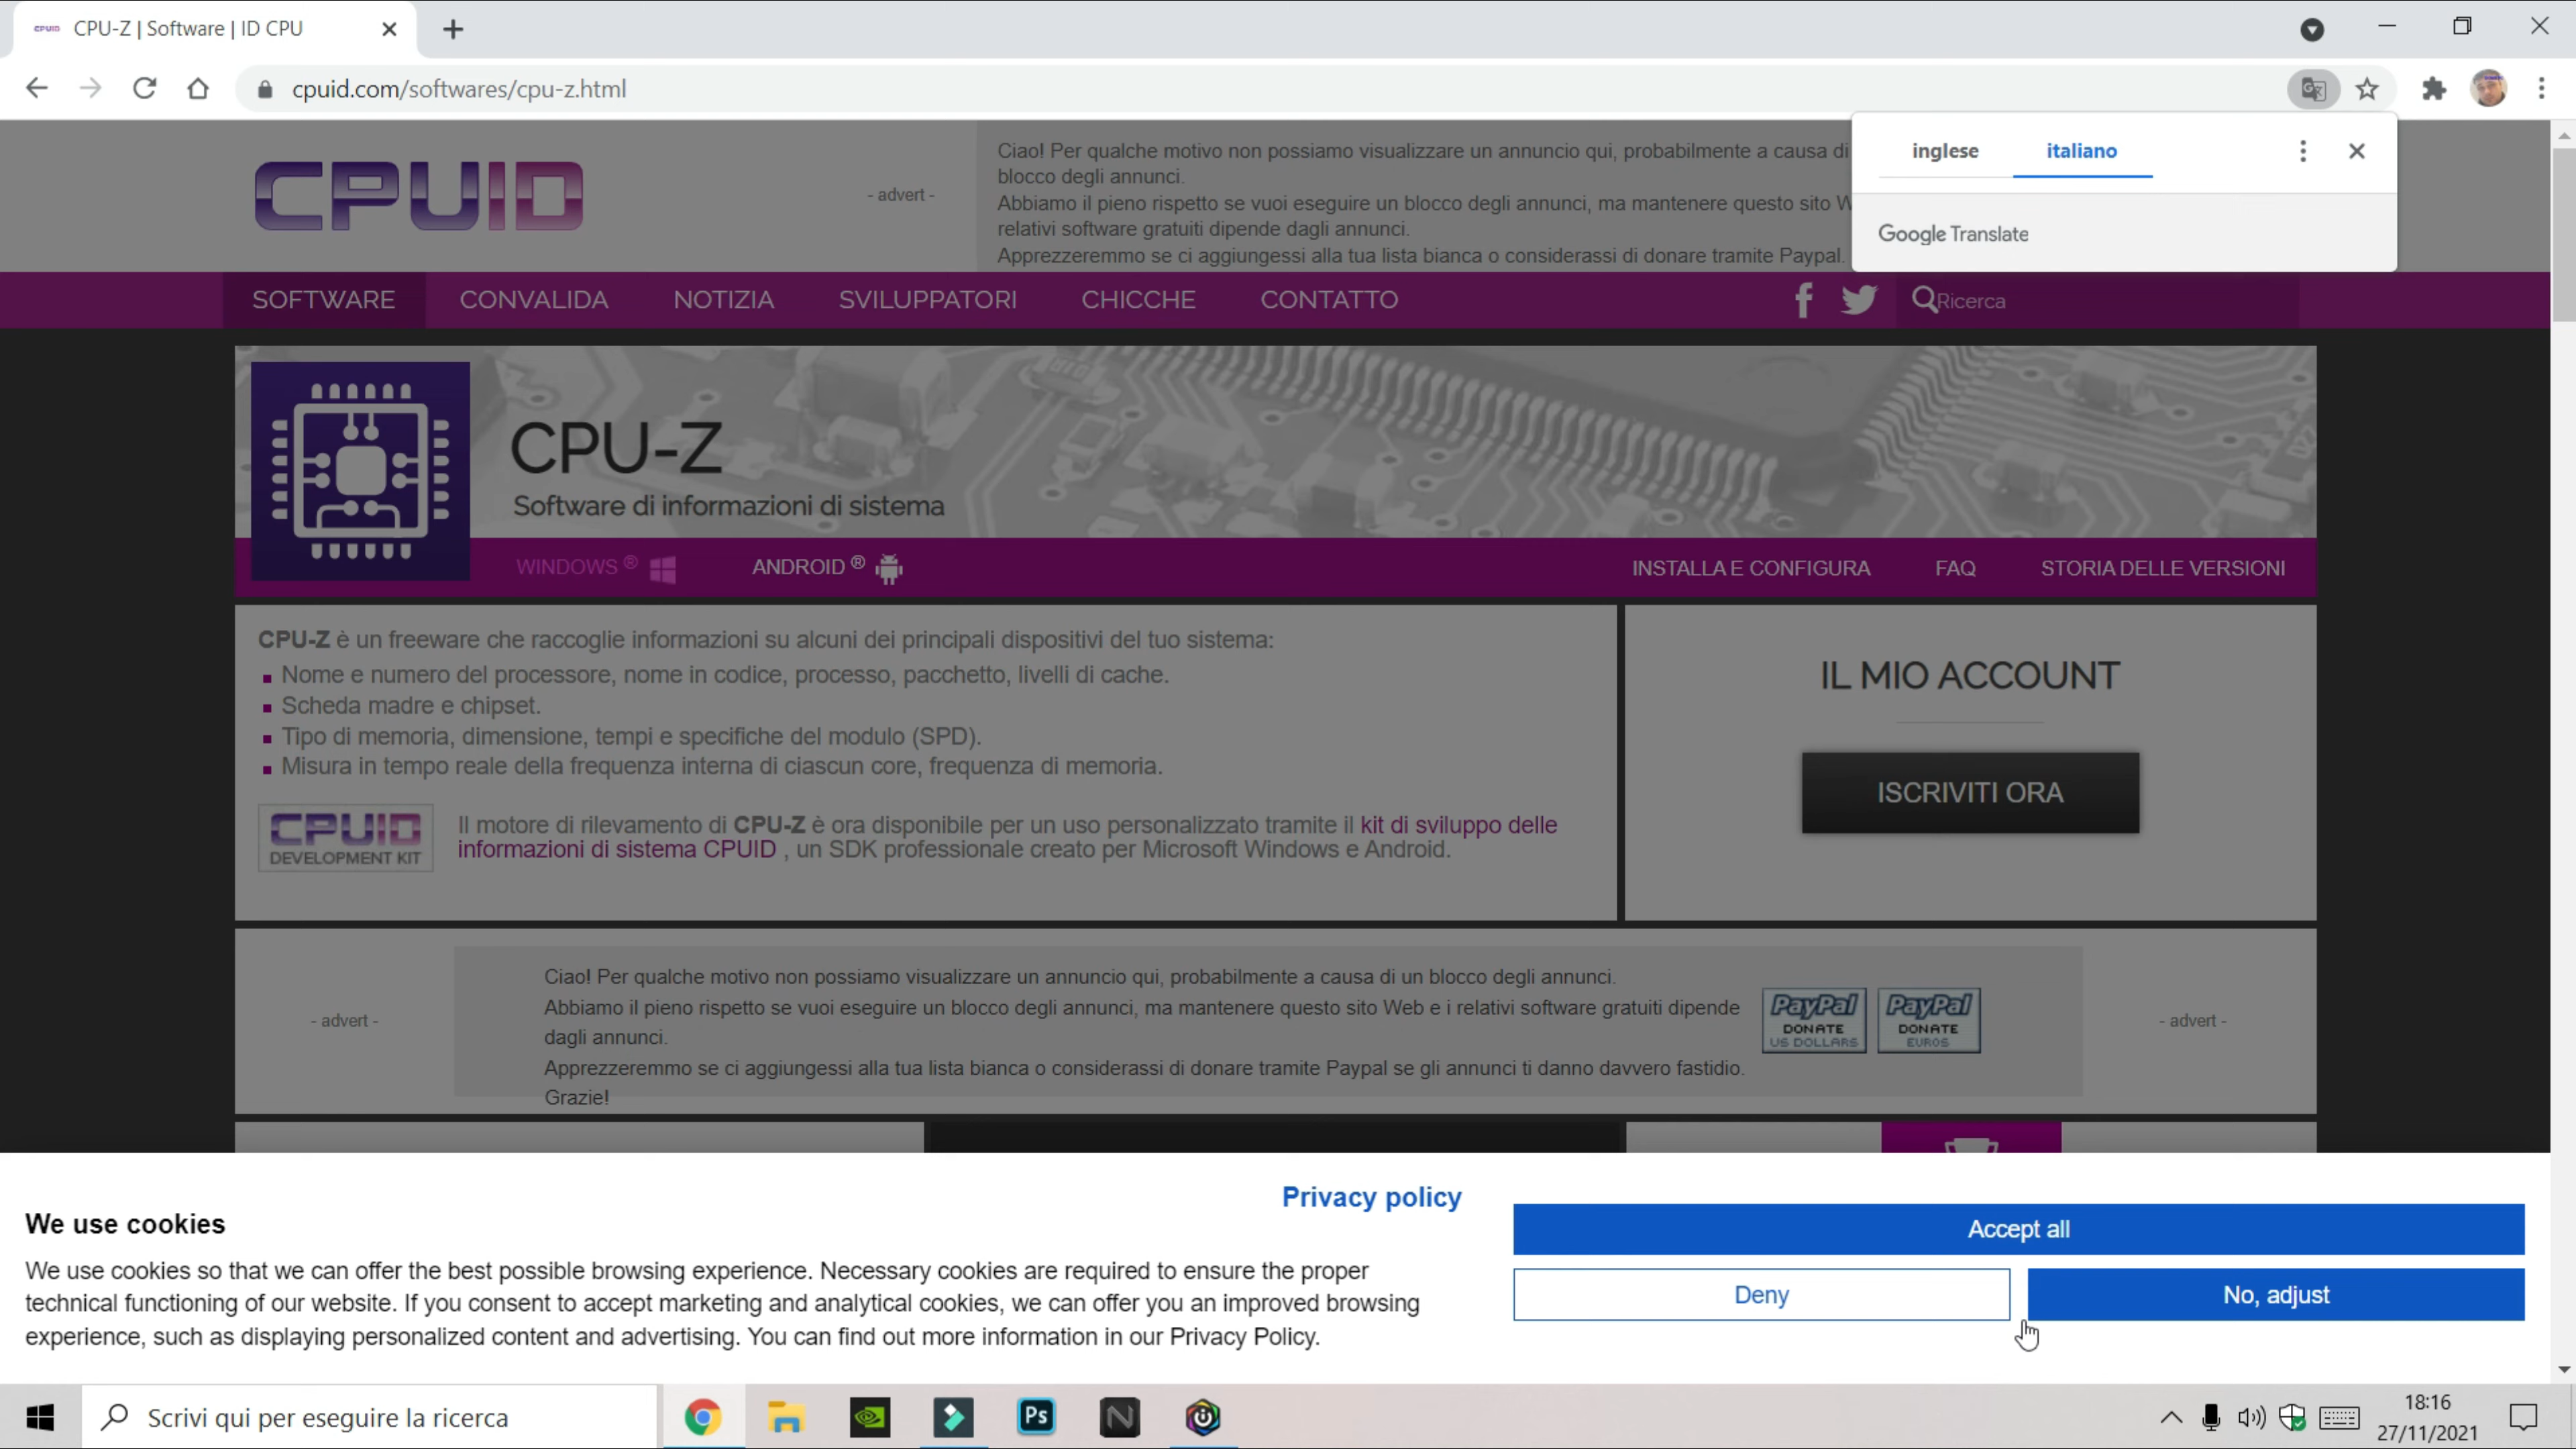 CPUID CPU-Z | Software | ID CPU
cpuid.com/softwares/cpu-z.html
inglese italiano
Google Translate
CPUID
- advert -
Ciao! Per qualche motivo non possiamo visualizzare un annuncio qui, probabilmente a causa di
blocco degli annunci.
Abbiamo il pieno rispetto se vuoi eseguire un blocco degli annunci, ma mantenere questo sito W
relativi software gratuiti dipende dagli annunci.
Apprezzeremmo se ci aggiungessi alla tua lista bianca o considerassi di donare tramite Paypal.
SOFTWARE CONVALIDA NOTIZIA SVILUPPATORI CHICCHE CONTATTO Ricerca
CPU-Z
Software di informazioni di sistema
WINDOWS ® ANDROID ® INSTALLA E CONFIGURA FAQ STORIA DELLE VERSIONI
CPU-Z è un freeware che raccoglie informazioni su alcuni dei principali dispositivi del tuo sistema:
Nome e numero del processore, nome in codice, processo, pacchetto, livelli di cache.
Scheda madre e chipset.
Tipo di memoria, dimensione, tempi e specifiche del modulo (SPD).
Misura in tempo reale della frequenza interna di ciascun core, frequenza di memoria.
CPUID
DEVELOPMENT KIT
Il motore di rilevamento di CPU-Z è ora disponibile per un uso personalizzato tramite il kit di sviluppo delle
informazioni di sistema CPUID , un SDK professionale creato per Microsoft Windows e Android.
IL MIO ACCOUNT
ISCRIVITI ORA
- advert -
Ciao! Per qualche motivo non possiamo visualizzare un annuncio qui, probabilmente a causa di un blocco degli annunci.
Abbiamo il pieno rispetto se vuoi eseguire un blocco degli annunci, ma mantenere questo sito Web e i relativi software gratuiti dipende
dagli annunci.
Apprezzeremmo se ci aggiungessi alla tua lista bianca o considerassi di donare tramite Paypal se gli annunci ti danno davvero fastidio.
Grazie!
PayPal
DONATE
US DOLLARS
PayPal
DONATE
EUROS
- advert -
Privacy policy
We use cookies
We use cookies so that we can offer the best possible browsing experience. Necessary cookies are required to ensure the proper
technical functioning of our website. If you consent to accept marketing and analytical cookies, we can offer you an improved browsing
experience, such as displaying personalized content and advertising. You can find out more information in our Privacy Policy.
Accept all
Deny
No, adjust
Scrivi qui per eseguire la ricerca
Ps
18:16
27/11/2021